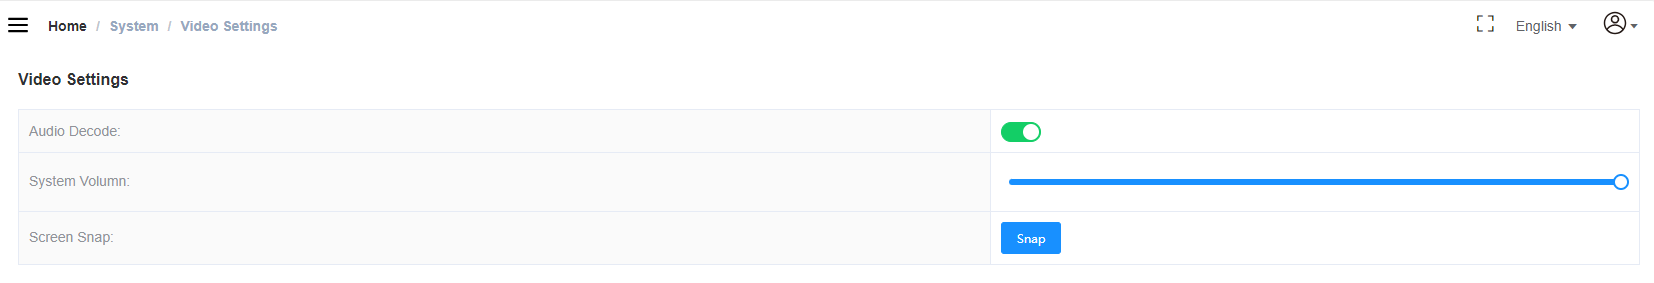 Home / System / Video Settings English
Video Settings
Audio Decode:
System Volumn:
Screen Snap: Snap